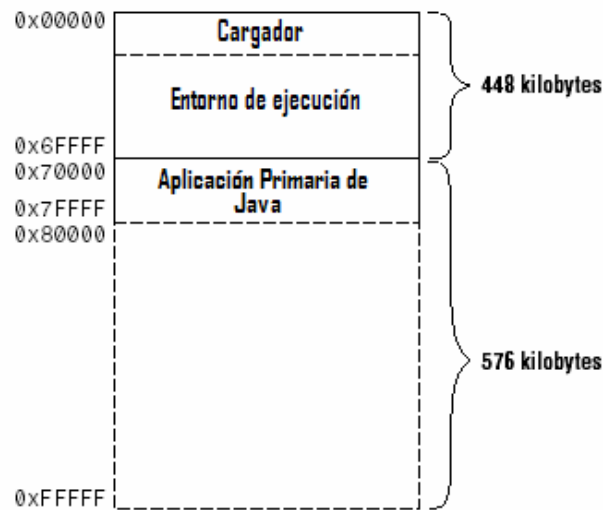 0x00000
Cargador
448 kilobytes
Entorno de ejecución
0x6FFFF
0x70000
Aplicación Primaria de
Java
0x7FFFF
0x80000
576 kilobytes
0xFFFFF